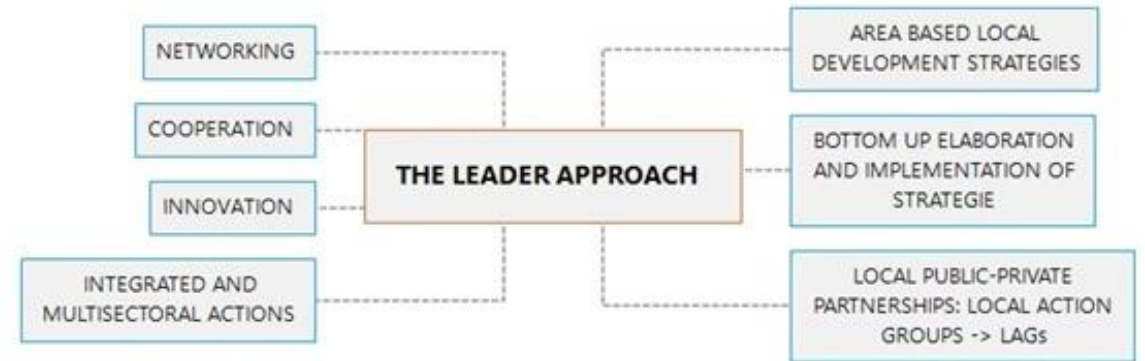 NETWORKING
COOPERATION
INNOVATION
INTEGRATED AND
MULTISECTORAL ACTIONS
THE LEADER APPROACH
AREA BASED LOCAL
DEVELOPMENT STRATEGIES
BOTTOM UP ELABORATION
AND IMPLEMENTATION OF
STRATEGIE
LOCAL PUBLIC-PRIVATE
PARTNERSHIPS: LOCAL ACTION
GROUPS -> LAGs